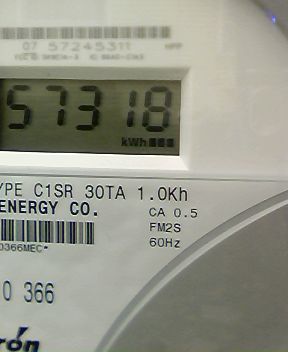 07 57245311
57318
kWh
YPE C1SR 30TA 1.0Kh
ENERGY CO.
CA 0.5
FM2S
60Hz
0366MEC*
0 366
rón